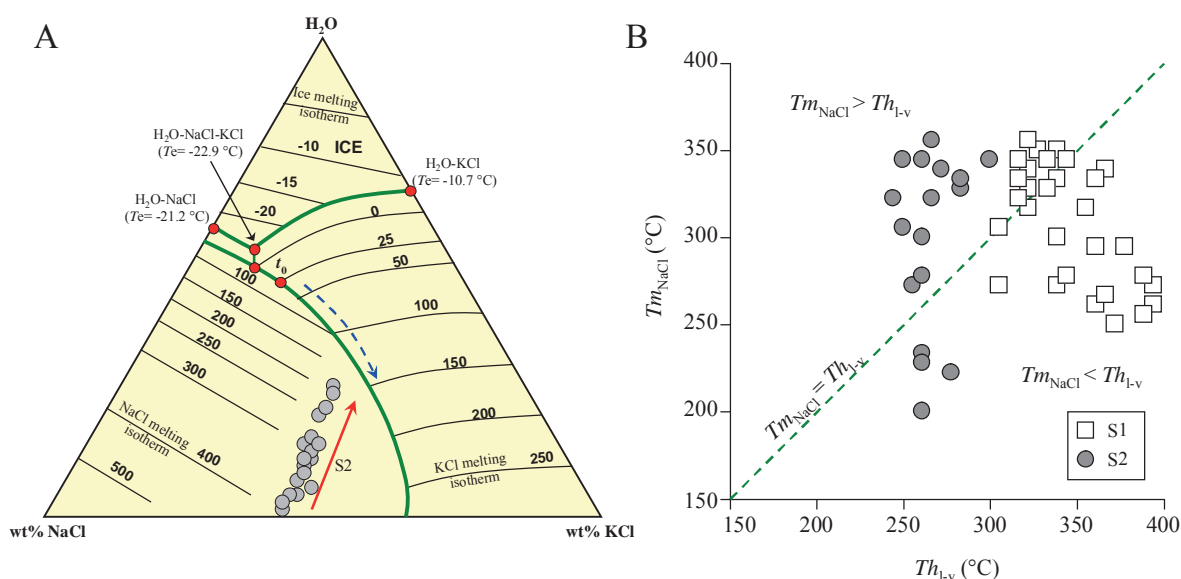 A
H₂O
Ice melting
isotherm
H₂O-NaCl-KCl
(Te= -22.9 °C)
-10
ICE
H₂O-KCl
(Te= -10.7 °C)
-15
H₂O-NaCl
(Te= -21.2 °C)
-20
0
25
t₀
50
100
150
200
250
300
100
150
NaCl melting
isotherm
400
200
S2
KCl melting
isotherm
250
500
wt% NaCl
wt% KCl
B
400
350
300
250
200
150
TmNaCl (°C)
TmNaCl > Thl-v
TmNaCl = Thl-v
TmNaCl < Thl-v
S1
S2
150
200
250
300
350
400
Thl-v (°C)